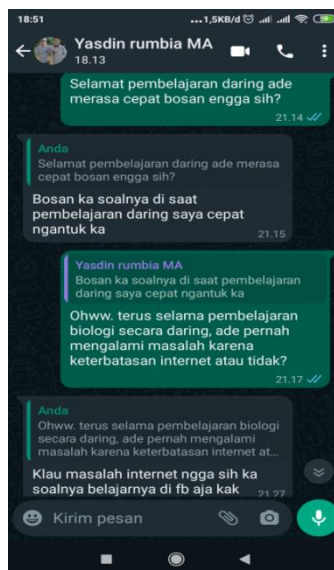 18:51
...1,5KB/d
59
Yasdin rumbia MA
18.13
Selamat pembelajaran daring ade
merasa cepat bosan engga sih?
21.14
Anda
Selamat pembelajaran daring ade merasa
cepat bosan engga sih?
Bosan ka soalnya di saat
pembelajaran daring saya cepat
ngantuk ka
21.15
Yasdin rumbia MA
Bosan ka soalnya di saat pembelajaran
daring saya cepat ngantuk ka
Ohww. terus selama pembelajaran
biologi secara daring, ade pernah
mengalami masalah karena
keterbatasan internet atau tidak?
21.17
Anda
Ohww. terus selama pembelajaran biologi
secara daring, ade pernah mengalami
masalah karena keterbatasan internet at...
Klau masalah internet ngga sih ka
soalnya belajarnya di fb aja kak
21.27
Kirim pesan